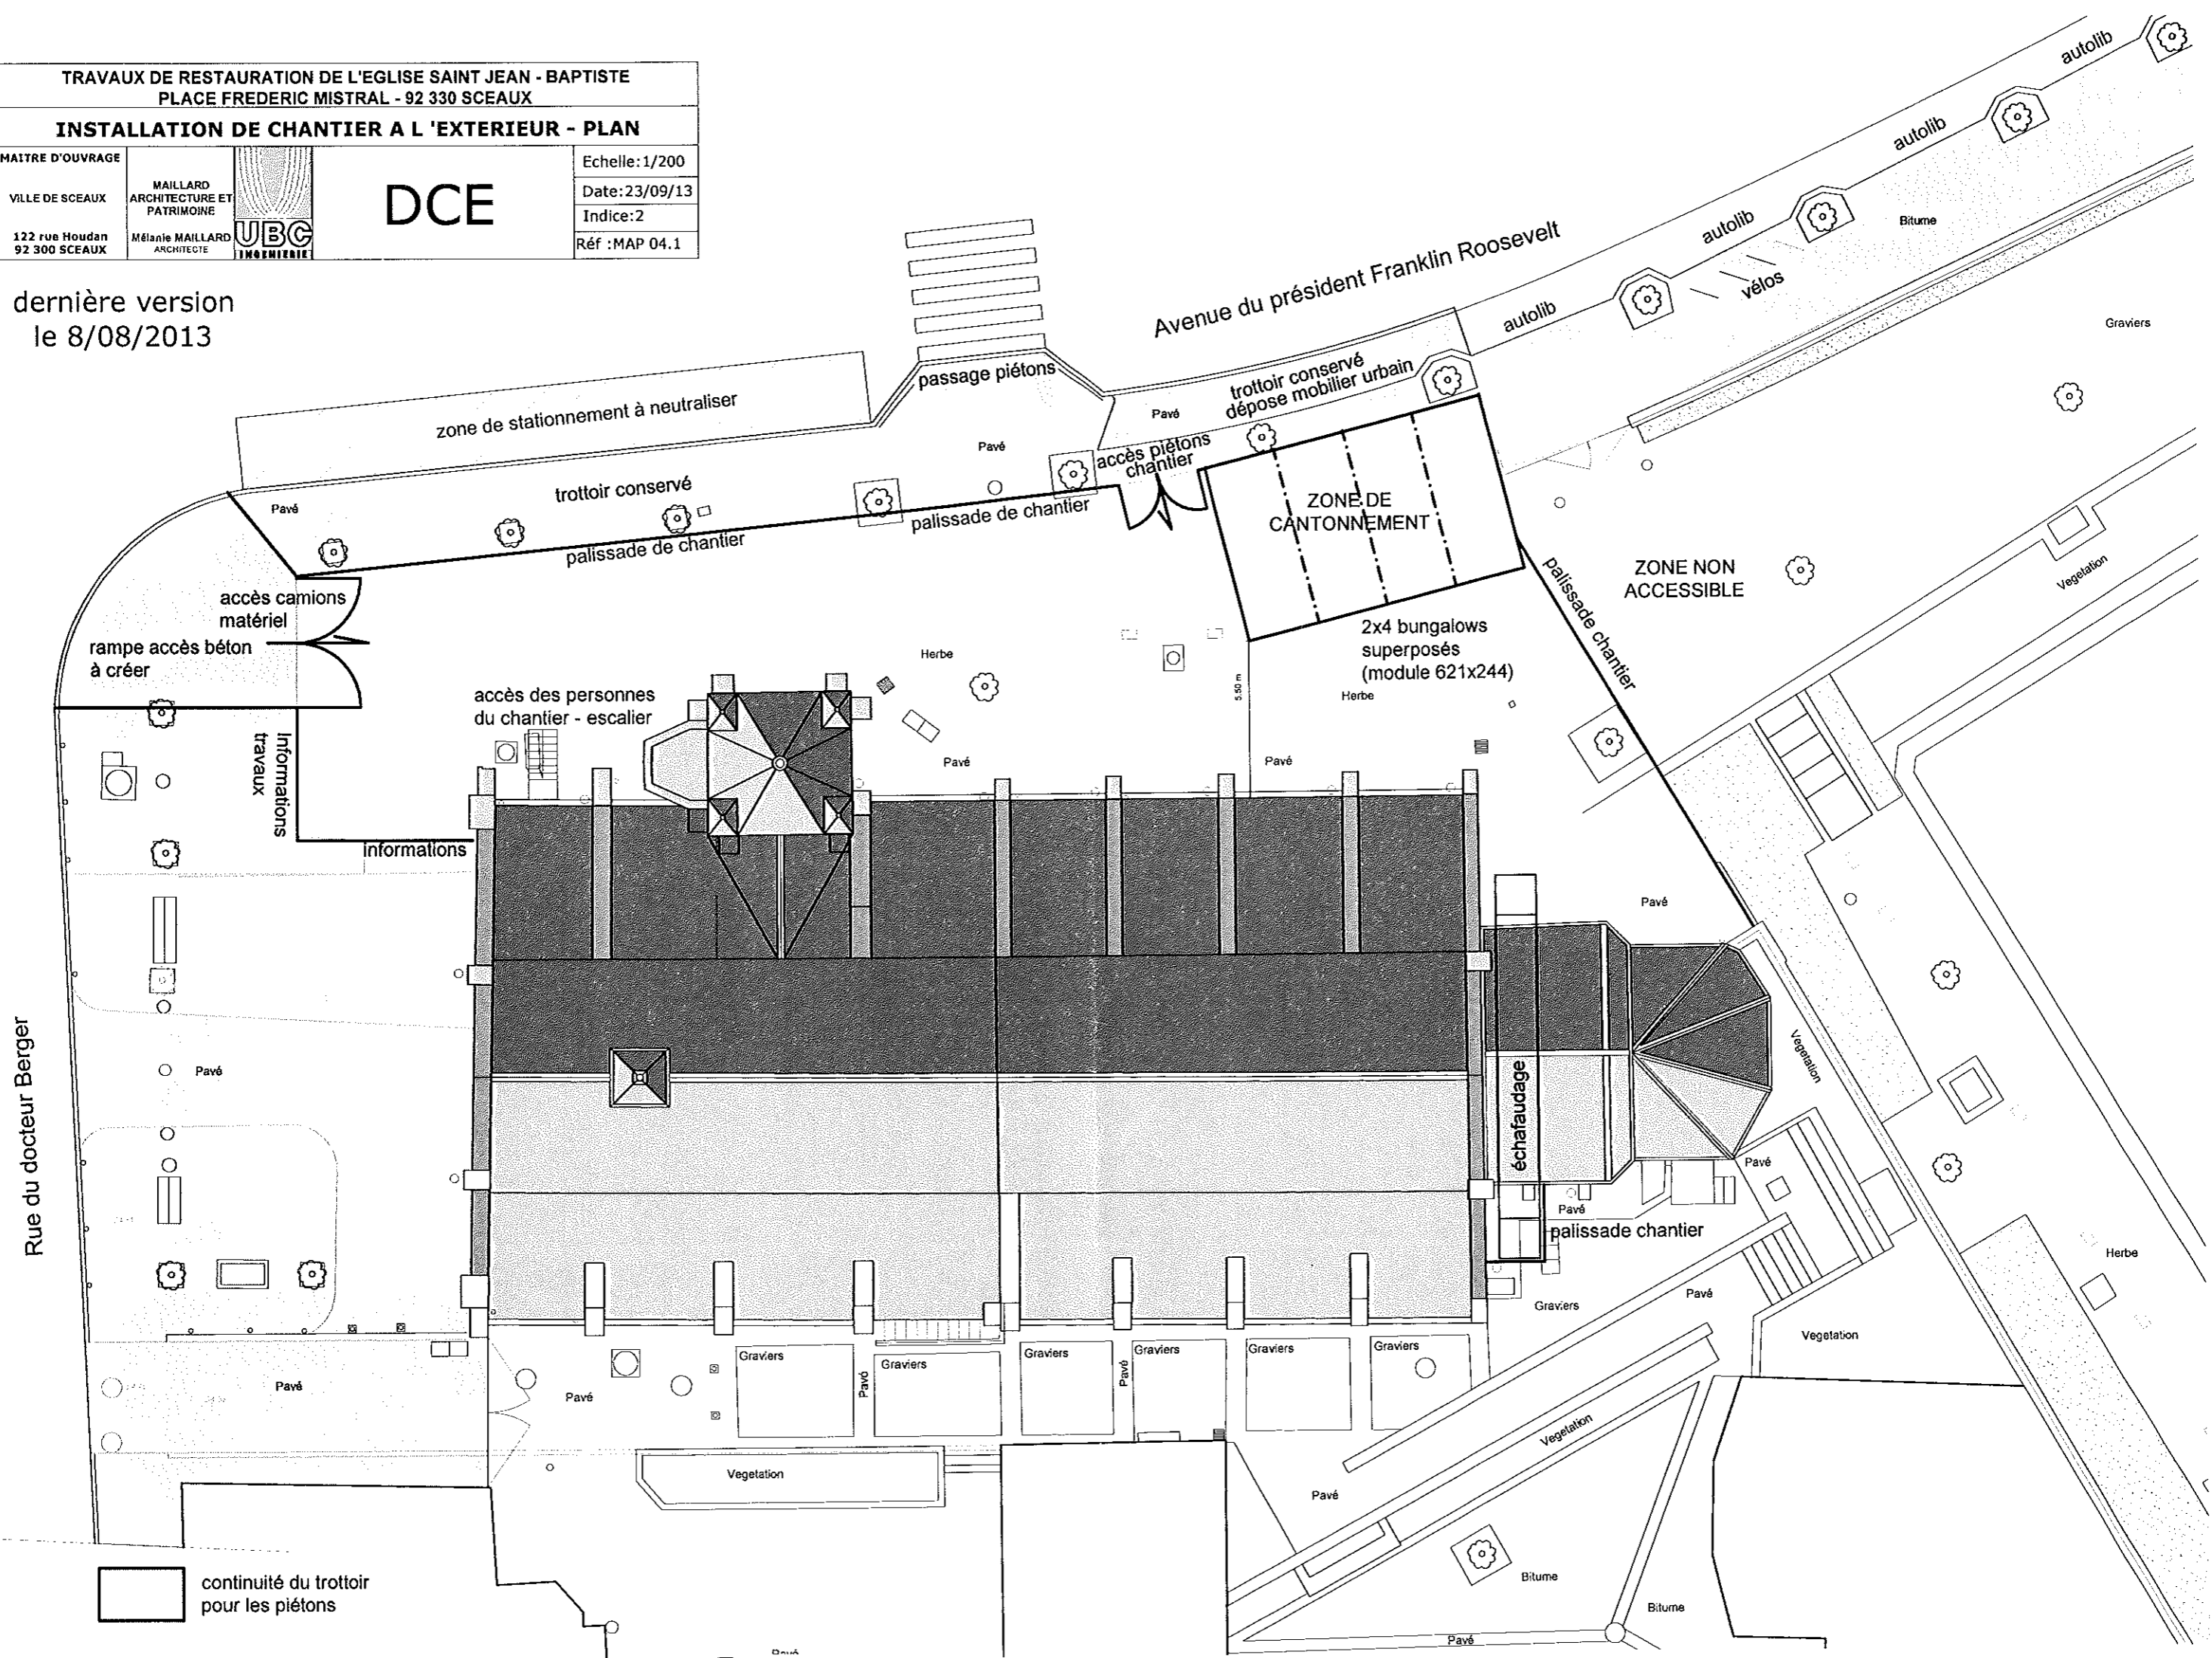 TRAVAUX DE RESTAURATION DE L'EGLISE SAINT JEAN - BAPTISTE
PLACE FREDERIC MISTRAL - 92 330 SCEAUX
INSTALLATION DE CHANTIER A L 'EXTERIEUR - PLAN
MAITRE D'OUVRAGE
VILLE DE SCEAUX
122 rue Houdan
92 300 SCEAUX
MAILLARD
ARCHITECTURE ET
PATRIMOINE
Mélanie MAILLARD
ARCHITECTE
UBC
INGENIERIE
DCE
Echelle:1/200
Date:23/09/13
Indice:2
Réf :MAP 04.1
dernière version
le 8/08/2013
autolib
autolib
autolib
autolib
vélos
Bitume
Graviers
Avenue du président Franklin Roosevelt
passage piétons
zone de stationnement à neutraliser
trottoir conservé
dépose mobilier urbain
Pavé
Pavé
accès piétons
chantier
trottoir conservé
Pavé
palissade de chantier
palissade de chantier
ZONE DE
CANTONNEMENT
ZONE NON
ACCESSIBLE
palissade chantier
Vegetation
accès camions
matériel
rampe accès béton
à créer
2x4 bungalows
superposés
(module 621x244)
Herbe
Herbe
5.50 m
accès des personnes
du chantier - escalier
Informations
travaux
informations
Pavé
Pavé
Pavé
Vegetation
échafaudage
Rue du docteur Berger
Pavé
Pavé
Pavé
palissade chantier
Herbe
Graviers
Pavé
Vegetation
Graviers
Graviers
Graviers
Graviers
Graviers
Graviers
Pavé
Pavé
Pavé
Pavé
Vegetation
Vegetation
Pavé
Bitume
Bitume
Pavé
continuité du trottoir
pour les piétons
Pavé